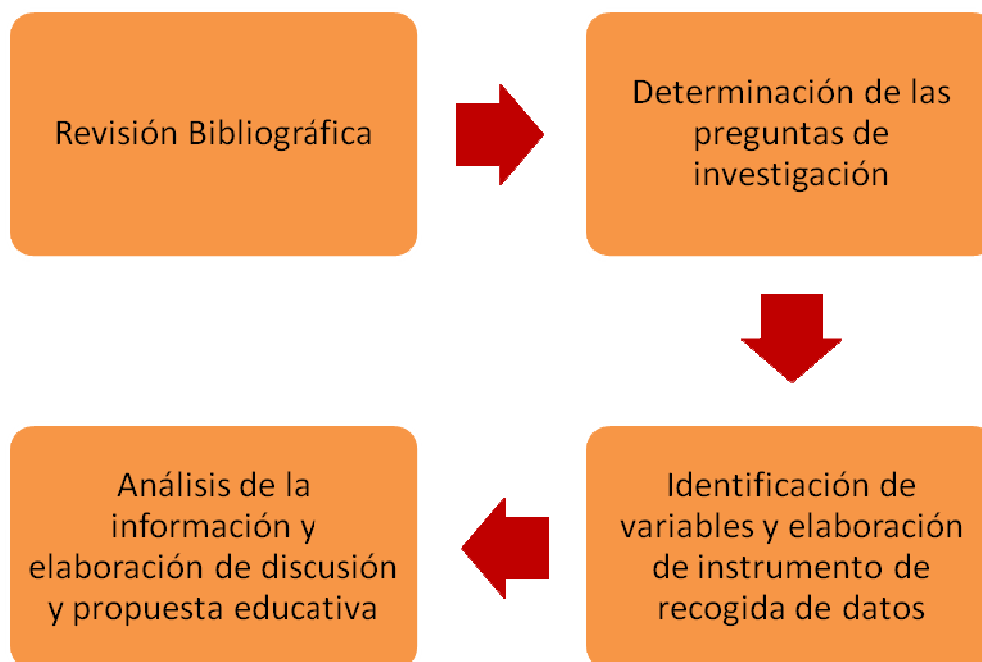 Revisión Bibliográfica
Determinación de las
preguntas de
investigación
Identificación de
variables y elaboración
de instrumento de
recogida de datos
Análisis de la
información y
elaboración de discusión
y propuesta educativa